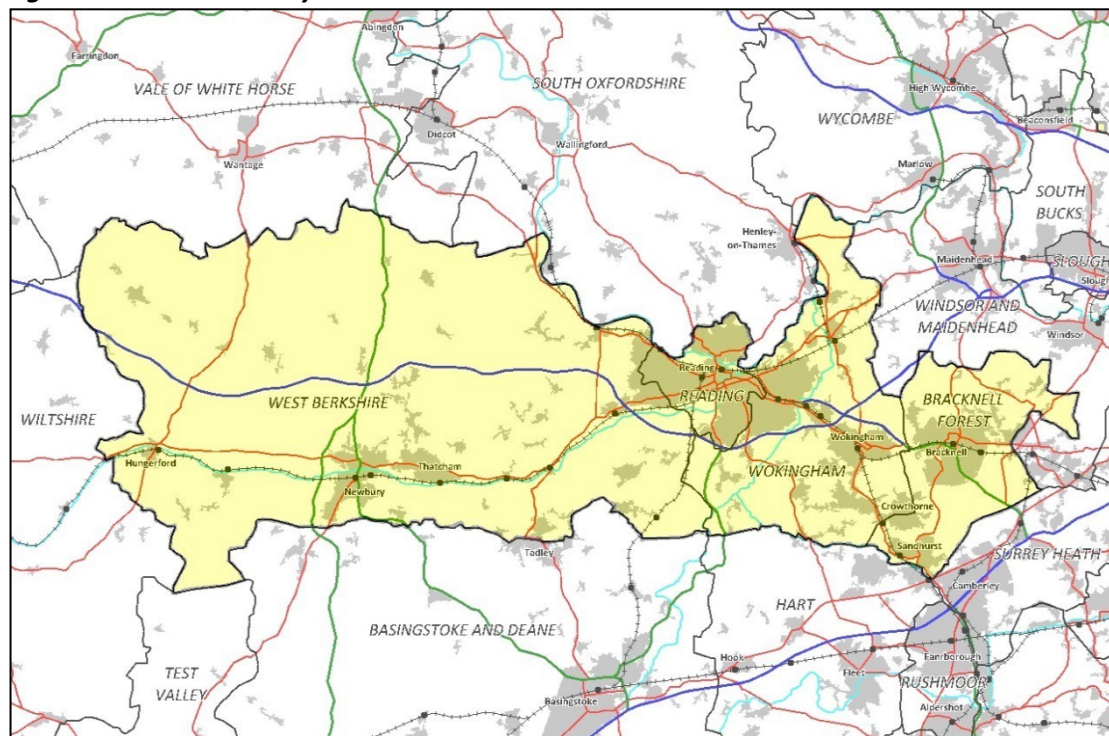 Abingdon
Farringdon
VALE OF WHITE HORSE
SOUTH OXFORDSHIRE
High Wycombe
Beaconsfield
WYCOMBE
Didcot
Wallingford
Wantage
Marlow
SOUTH
BUCKS
Henley-
on-Thames
Maidenhead
SLOUGH
Slough
WINDSOR AND
MAIDENHEAD
Windsor
Reading
READING
WEST BERKSHIRE
WILTSHIRE
BRACKNELL
FOREST
Wokingham
Bracknell
Hungerford
Thatcham
WOKINGHAM
Newbury
Crowthorne
Sandhurst
Tadley
SURREY HEATH
Camberley
HART
BASINGSTOKE AND DEANE
TEST
VALLEY
Hook
Fleet
Farnborough
RUSHMOOR
Basingstoke
Aldershot